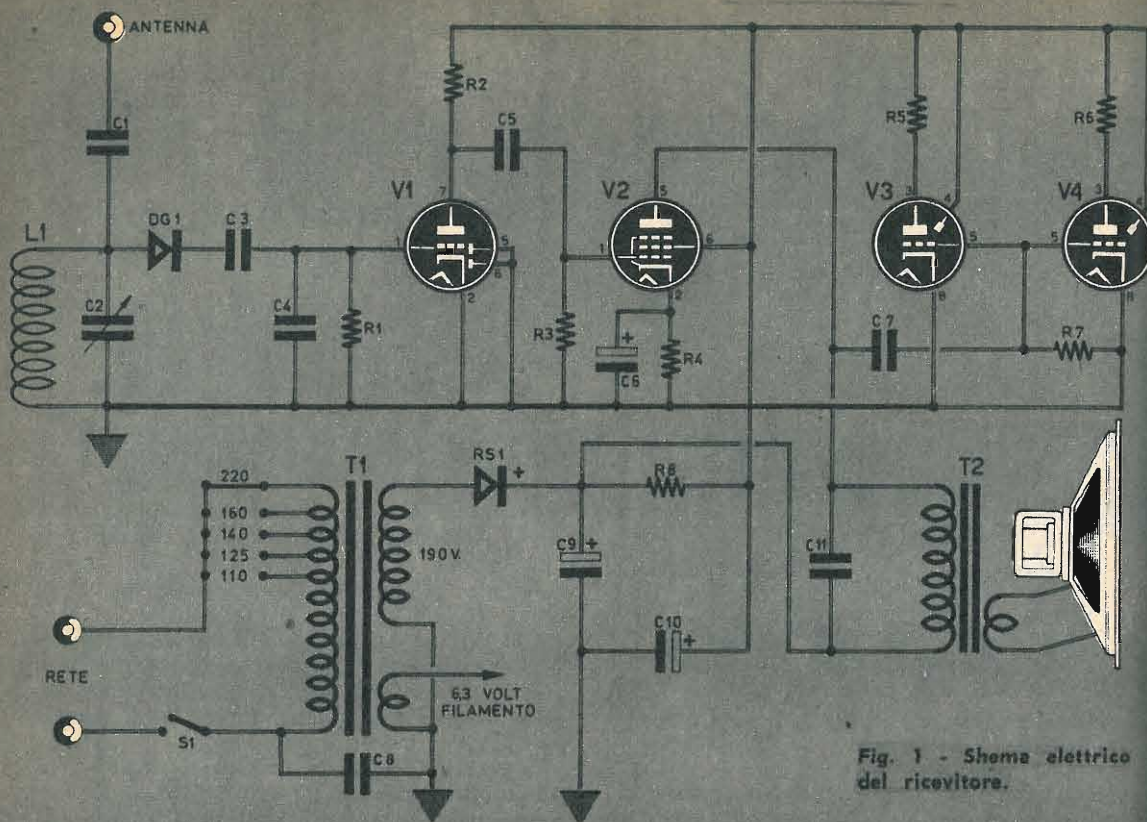 ANTENNA
C1
L1
C2
DG1
C3
C4
R1
R2
V1
7
1
5
6
2
C5
R3
V2
5
1
6
2
C6
+
R4
R5
V3
3
4
5
C7
R6
V4
3
5
R7
8
RETE
S1
220
160
140
125
110
T1
190V.
6,3 VOLT
FILAMENTO
C8
RS1
+
C9
+
R8
C10
+
C11
T2
Fig. 1 - Shema elettrico
del ricevitore.